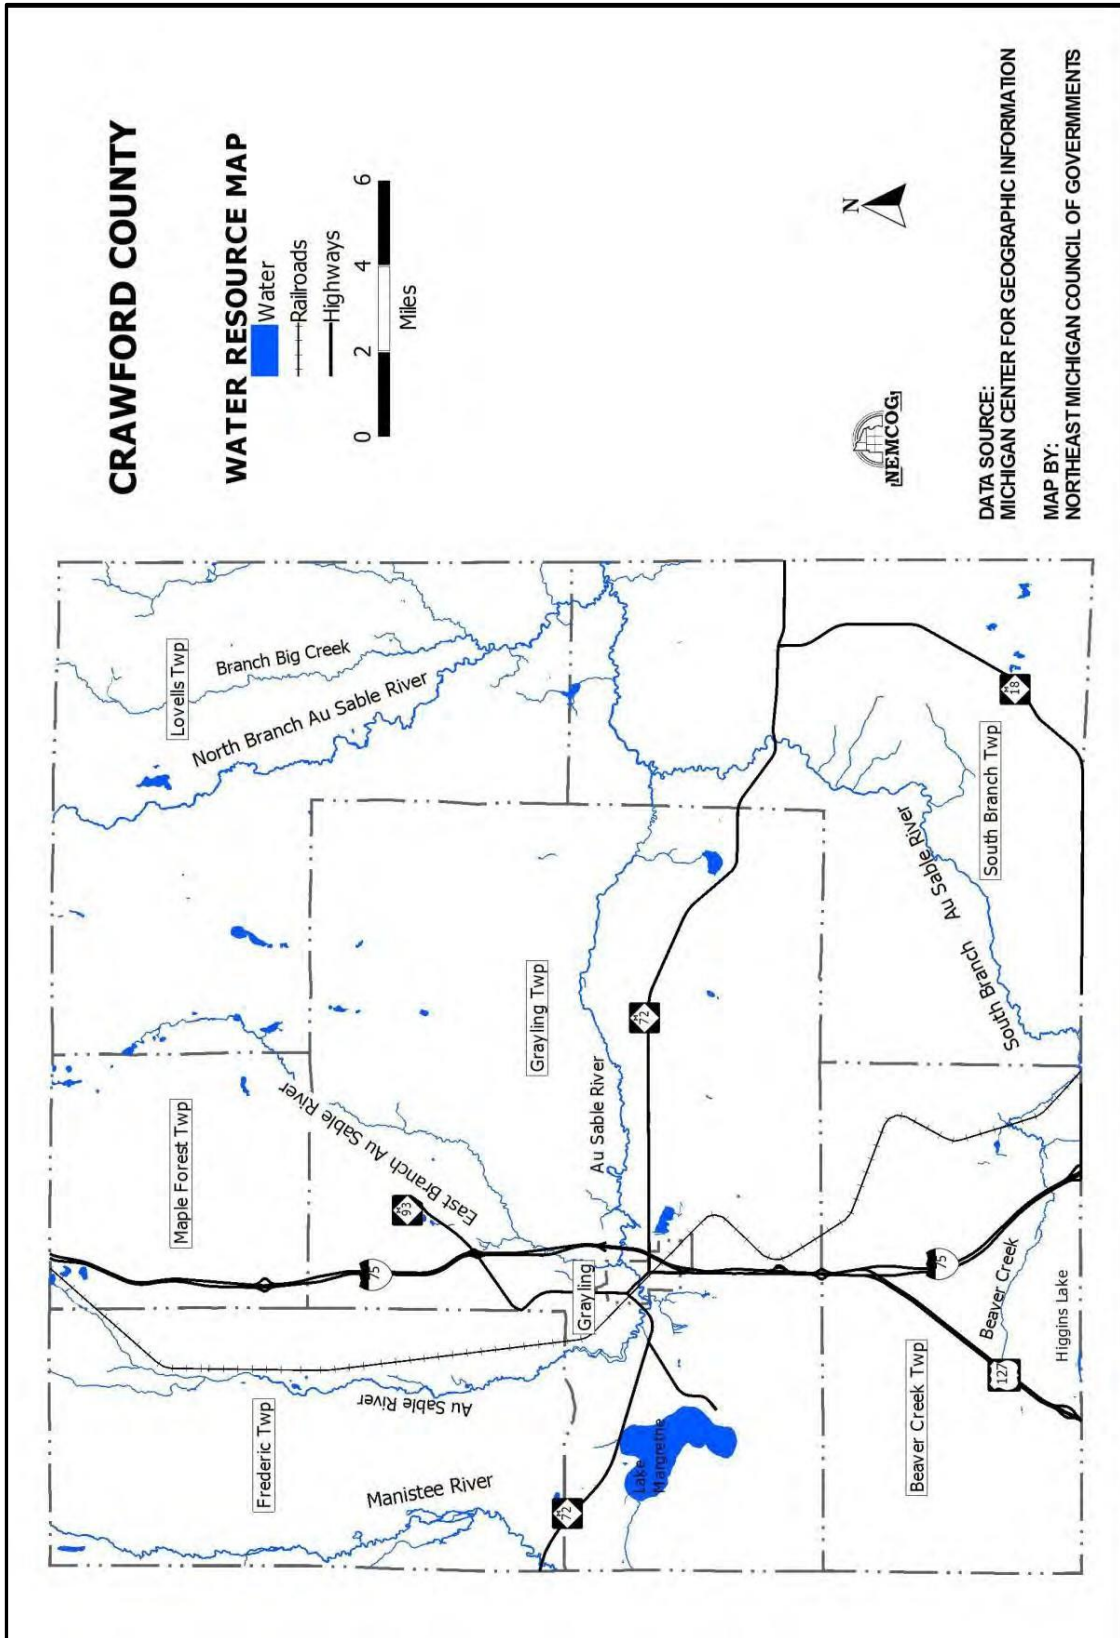 CRAWFORD COUNTY
WATER RESOURCE MAP
Water
Railroads
Highways
0 2 4 6
Miles
N
NEMCOG
DATA SOURCE:
MICHIGAN CENTER FOR GEOGRAPHIC INFORMATION
MAP BY:
NORTHEAST MICHIGAN COUNCIL OF GOVERNMENTS
Frederic Twp
Maple Forest Twp
Lovells Twp
Branch Big Creek
North Branch Au Sable River
Manistee River
Au Sable River
75
M
93
East Branch Au Sable River
Grayling Twp
Grayling
Au Sable River
M
72
M
72
Lake
Margrethe
Beaver Creek Twp
75
127
Beaver Creek
Higgins Lake
South Branch Au Sable River
South Branch Twp
M
18